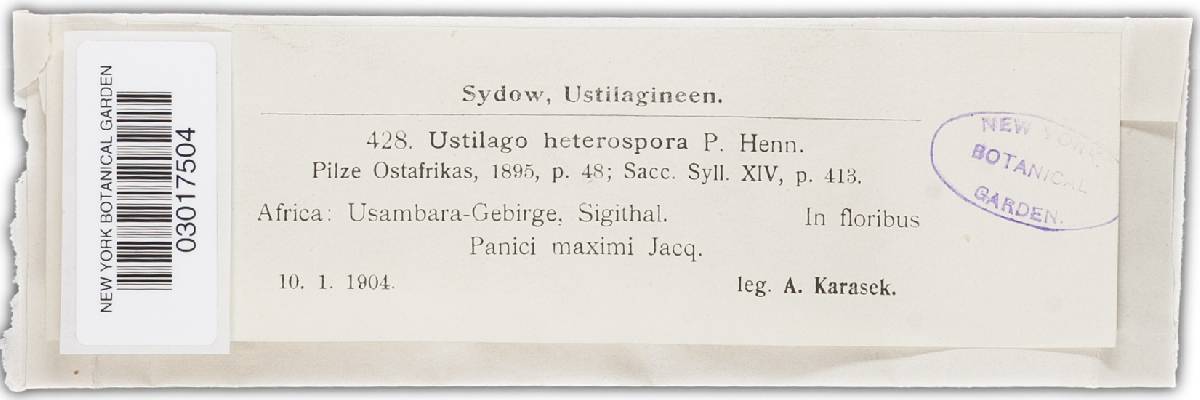 NEW YORK BOTANICAL GARDEN
03017504
Sydow, Ustilagineen.
428. Ustilago heterospora P. Henn.
Pilze Ostafrikas, 1895, p. 48; Sacc. Syll. XIV, p. 413.
Africa: Usambara-Gebirge, Sigithal. In floribus
Panici maximi Jacq.
10. 1. 1904. leg. A. Karasek.
NEW YORK
BOTANICAL
GARDEN.